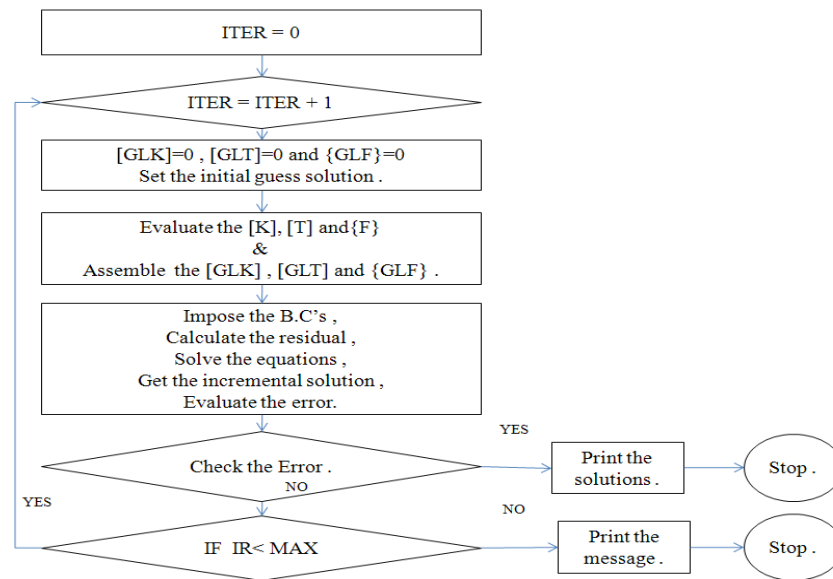 ITER = 0
ITER = ITER + 1
[GLK]=0 , [GLT]=0 and {GLF}=0
Set the initial guess solution .
Evaluate the [K], [T] and{F}
&
Assemble the [GLK] , [GLT] and {GLF} .
Impose the B.C's ,
Calculate the residual ,
Solve the equations ,
Get the incremental solution ,
Evaluate the error.
Check the Error .
NO
YES
Print the
solutions .
Stop .
YES
IF IR< MAX
NO
Print the
message .
Stop .